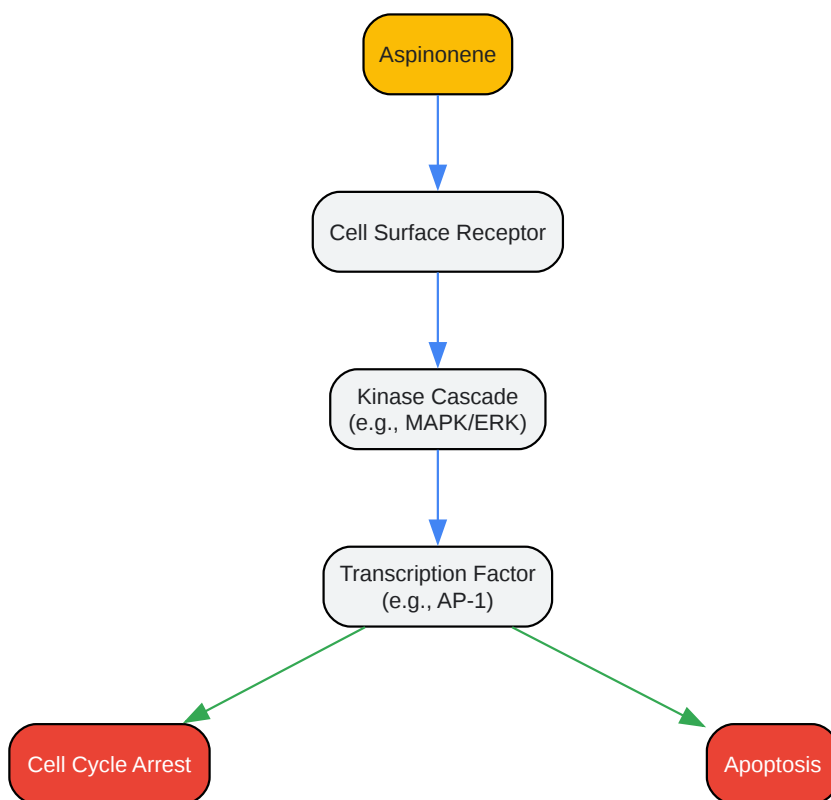 Aspinonene
Cell Surface Receptor
Kinase Cascade
(e.g., MAPK/ERK)
Transcription Factor
(e.g., AP-1)
Cell Cycle Arrest
Apoptosis